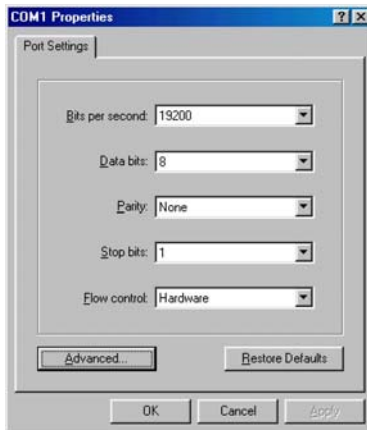 COM1 Properties
Port Settings
Bits per second: 19200
Data bits: 8
Parity: None
Stop bits: 1
Flow control: Hardware
Advanced... Restore Defaults
OK Cancel Apply